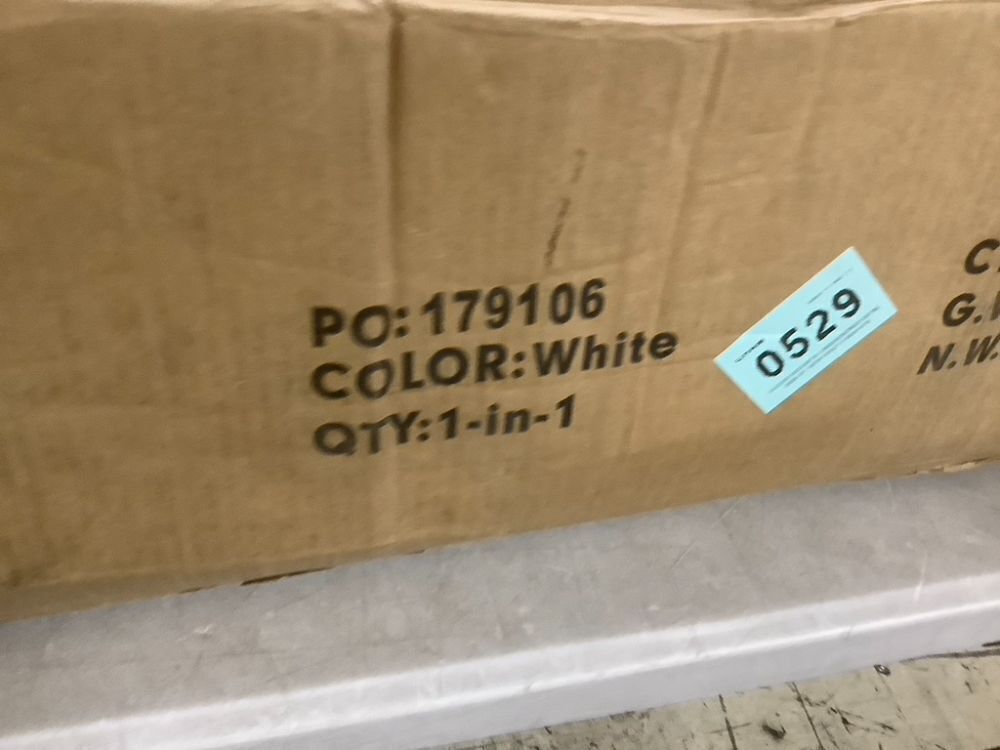 PO:179106
COLOR:White
QTY:1-in-1
0529
C
G.
N.W.